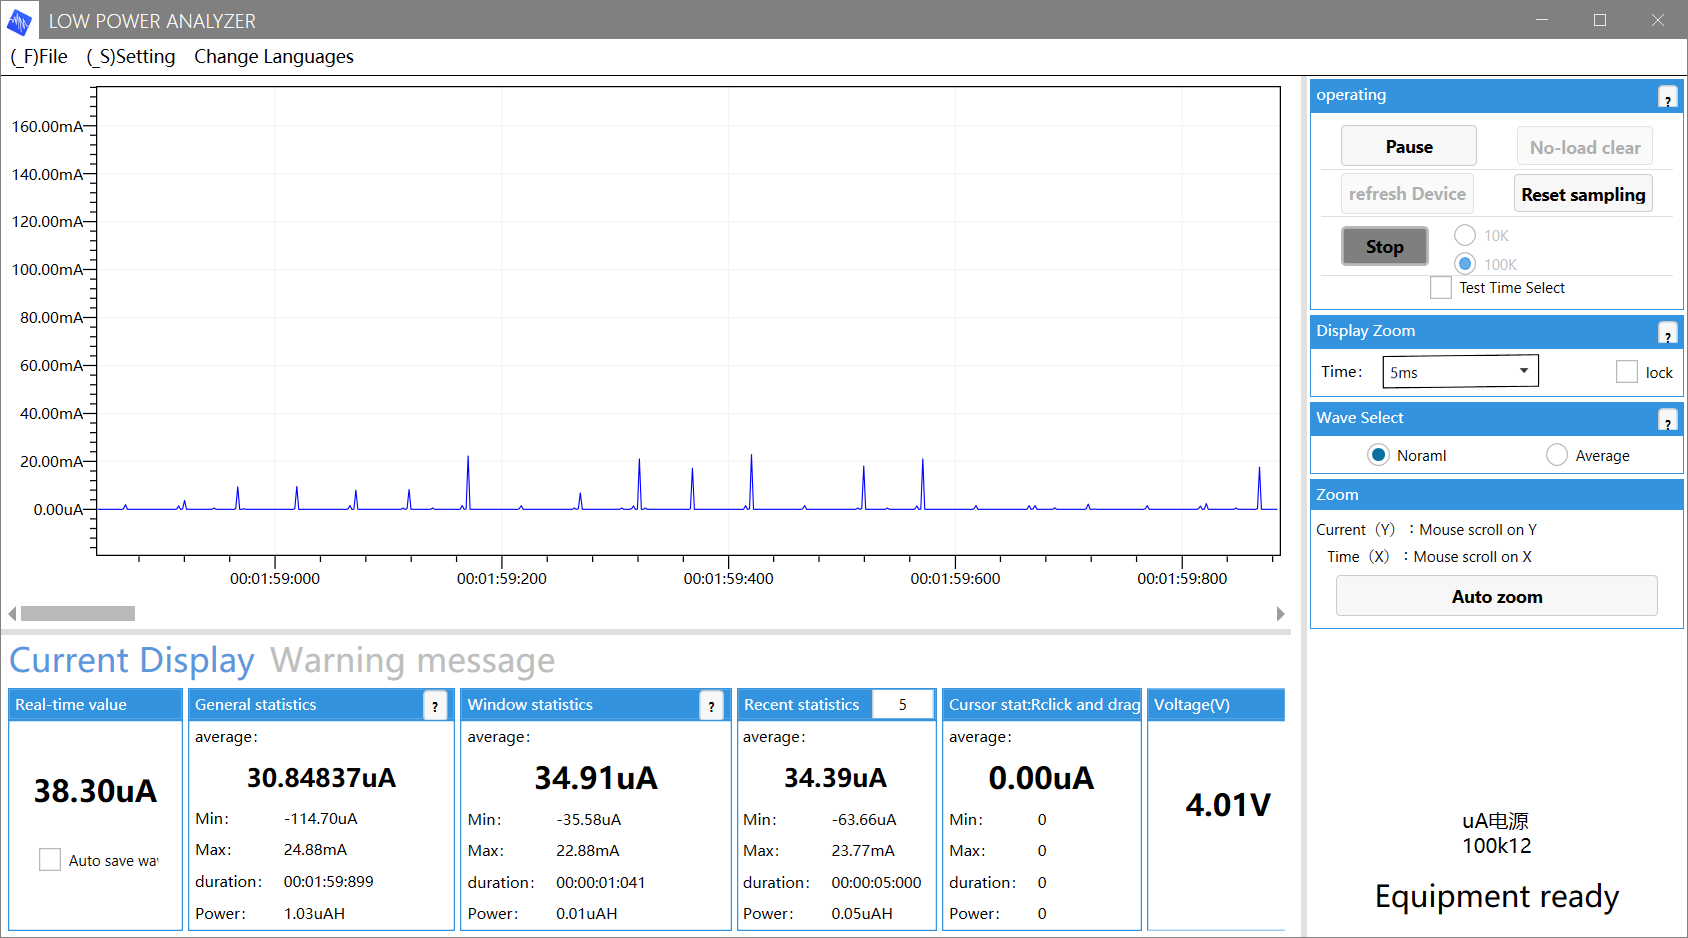 LOW POWER ANALYZER
(_F)File (_S)Setting Change Languages
160.00mA
140.00mA
120.00mA
100.00mA
80.00mA
60.00mA
40.00mA
20.00mA
0.00uA
00:01:59:000 00:01:59:200 00:01:59:400 00:01:59:600 00:01:59:800
operating ?
Pause No-load clear
refresh Device Reset sampling
Stop 10K
100K
Test Time Select
Display Zoom ?
Time: 5ms lock
Wave Select ?
Noraml Average
Zoom
Current (Y) : Mouse scroll on Y
Time (X) : Mouse scroll on X
Auto zoom
Current Display Warning message
Real-time value
38.30uA
Auto save wav
General statistics ?
average:
30.84837uA
Min: -114.70uA
Max: 24.88mA
duration: 00:01:59:899
Power: 1.03uAH
Window statistics ?
average:
34.91uA
Min: -35.58uA
Max: 22.88mA
duration: 00:00:01:041
Power: 0.01uAH
Recent statistics 5
average:
34.39uA
Min: -63.66uA
Max: 23.77mA
duration: 00:00:05:000
Power: 0.05uAH
Cursor stat:Rclick and drag
average:
0.00uA
Min: 0
Max: 0
duration: 0
Power: 0
Voltage(V)
4.01V
uA电源
100k12
Equipment ready